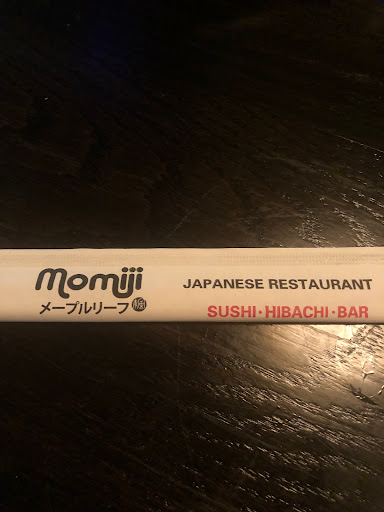 momiji
メープルリーフ
JAPANESE RESTAURANT
SUSHI·HIBACHI·BAR